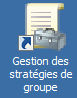 Gestion des
stratégies de
groupe